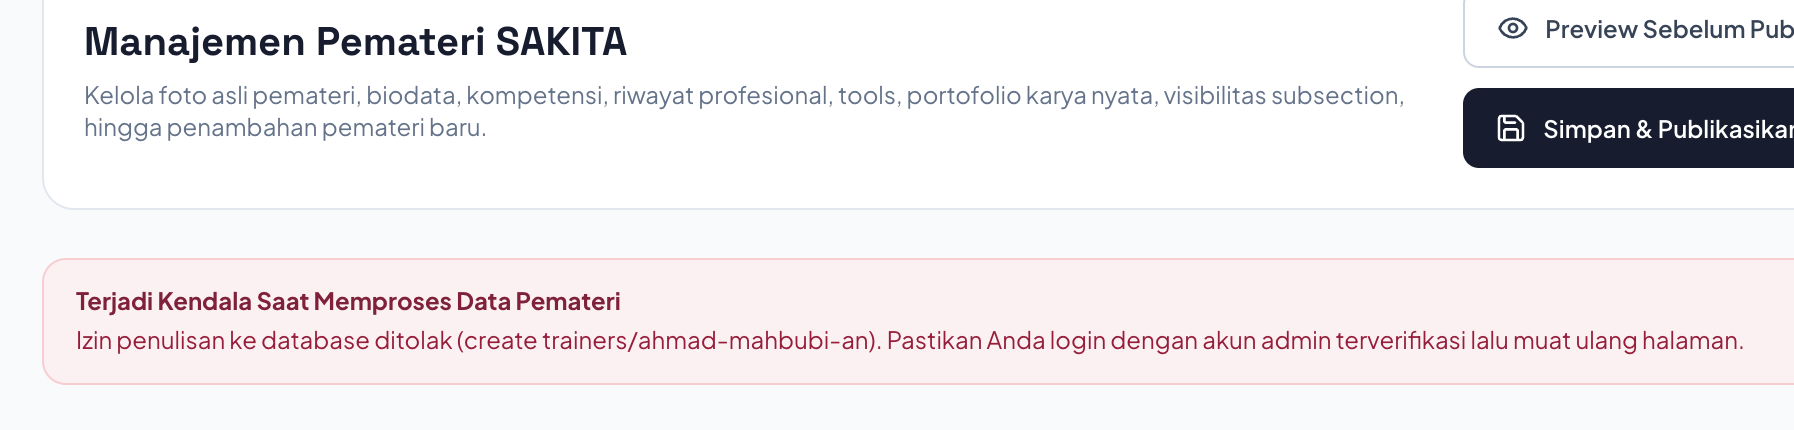 Manajemen Pemateri SAKITA
Kelola foto asli pemateri, biodata, kompetensi, riwayat profesional, tools, portofolio karya nyata, visibilitas subsection,
hingga penambahan pemateri baru.
Preview Sebelum Pub
Simpan & Publikasikan
Terjadi Kendala Saat Memproses Data Pemateri
Izin penulisan ke database ditolak (create trainers/ahmad-mahbubi-an). Pastikan Anda login dengan akun admin terverifikasi lalu muat ulang halaman.